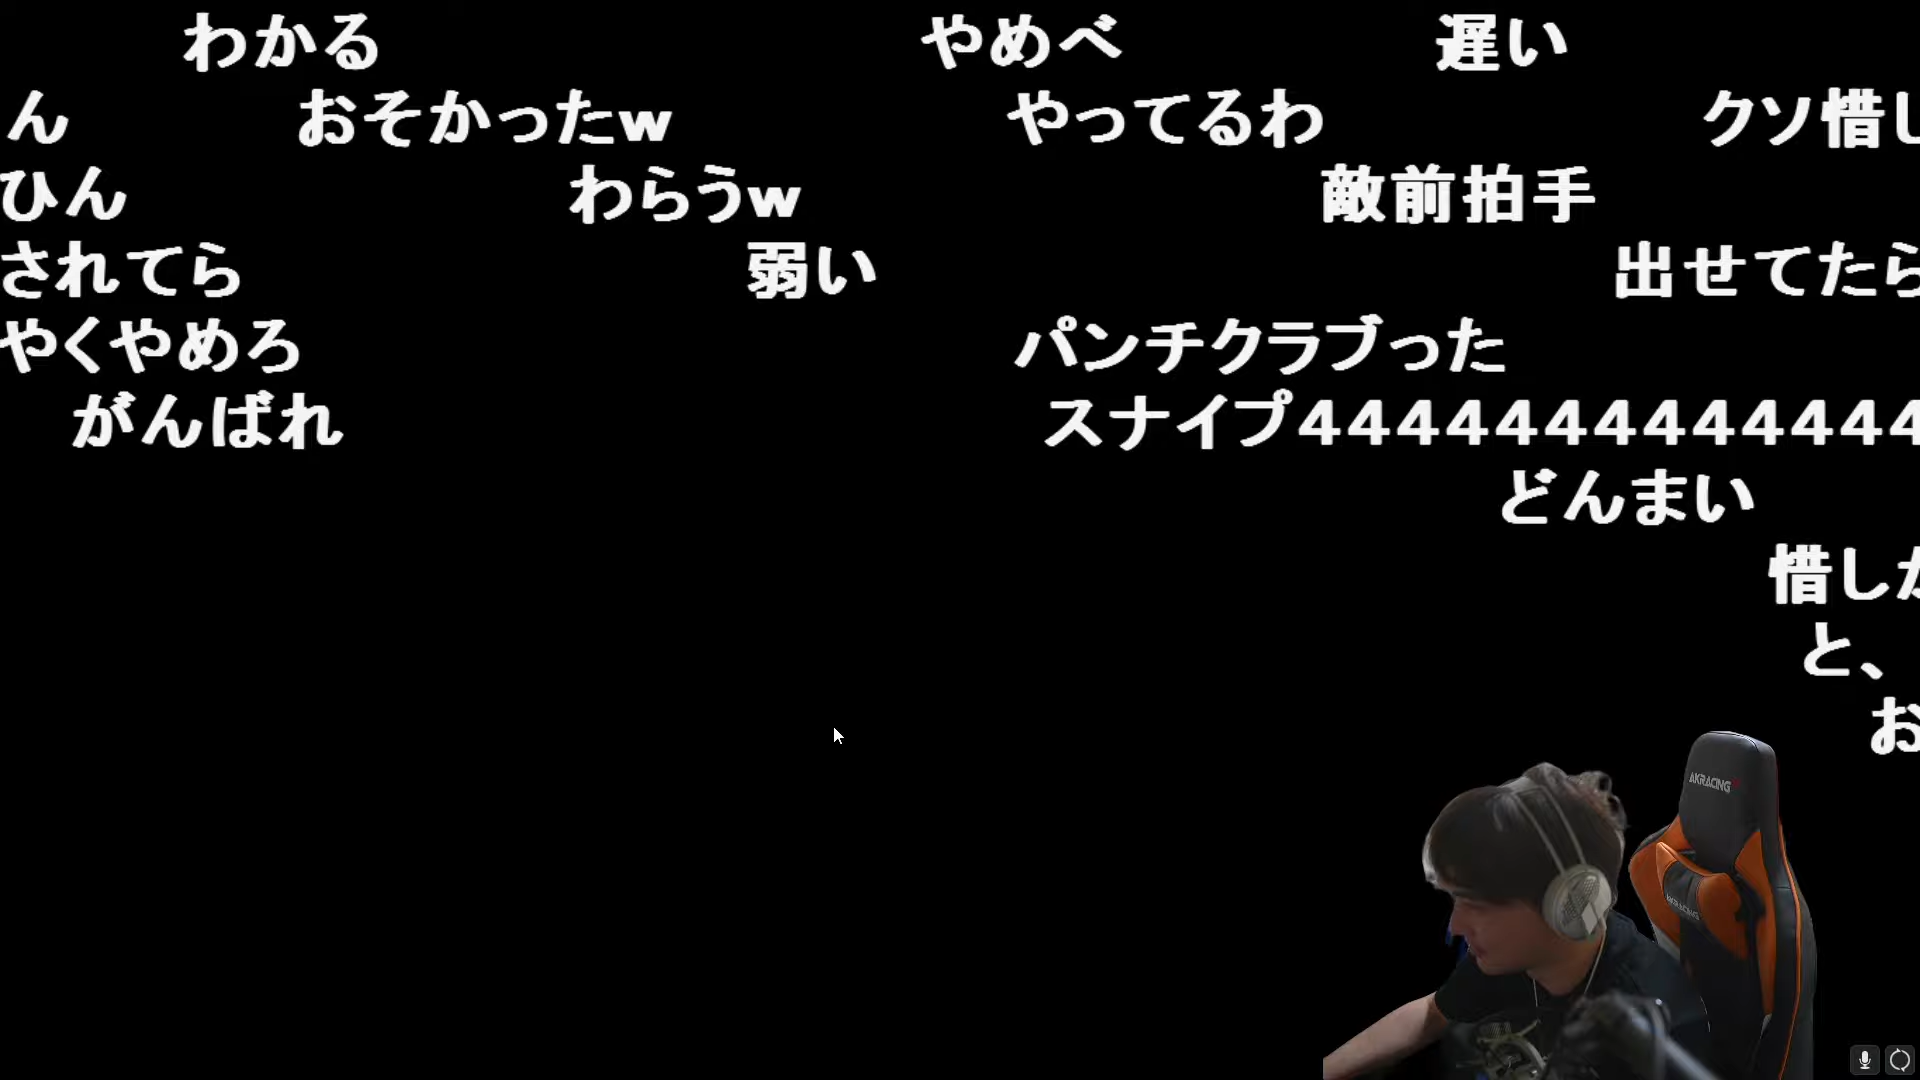 わかる やめべ 遅い
ん おそかったw やってるわ クソ惜し
ひん わらうw 敵前拍手
されてら 弱い 出せてたら
やくやめろ パンチクラブった
がんばれ スナイプ4444444444444
どんまい
惜しか
と、
お
AKRACING
AKRACING